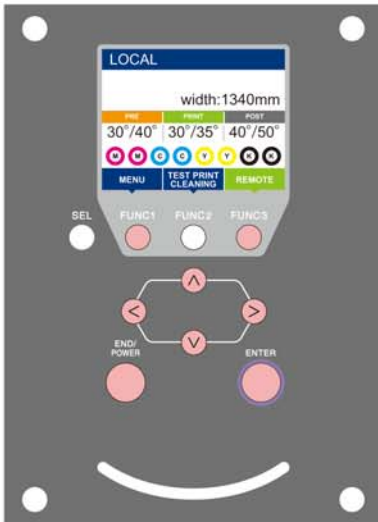 LOCAL
width:1340mm
PRE PRINT POST
30°/40° 30°/35° 40°/50°
M M C C Y Y K K
MENU TEST PRINT CLEANING REMOTE
SEL FUNC1 FUNC2 FUNC3
END/
POWER
ENTER